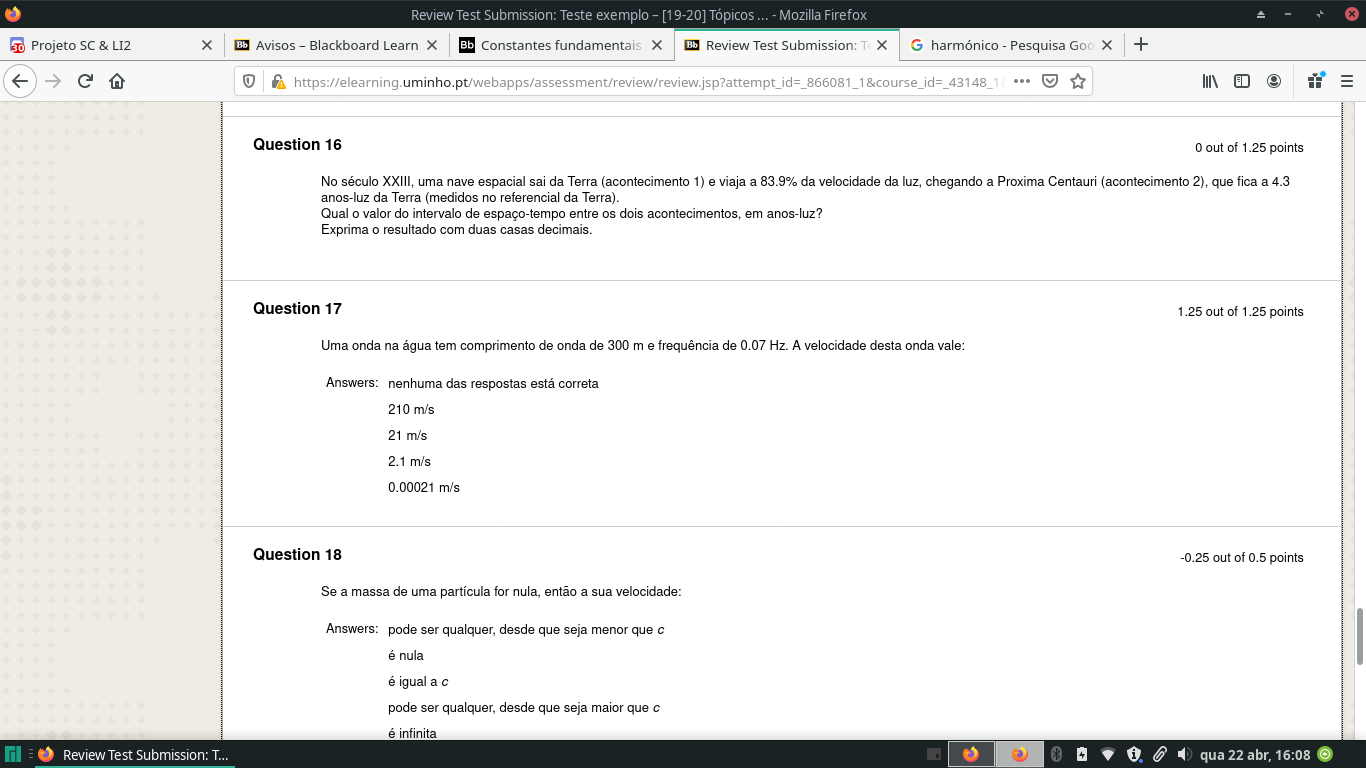 Review Test Submission: Teste exemplo – [19-20] Tópicos ... - Mozilla Firefox
30 Projeto SC & LI2
Bb Avisos – Blackboard Learn
Bb Constantes fundamentais
Bb Review Test Submission: T
G harmónico - Pesquisa Goo
https://elearning.uminho.pt/webapps/assessment/review/review.jsp?attempt_id=_866081_1&course_id=_43148_1&
Question 16
0 out of 1.25 points
No século XXIII, uma nave espacial sai da Terra (acontecimento 1) e viaja a 83.9% da velocidade da luz, chegando a Proxima Centauri (acontecimento 2), que fica a 4.3
anos-luz da Terra (medidos no referencial da Terra).
Qual o valor do intervalo de espaço-tempo entre os dois acontecimentos, em anos-luz?
Exprima o resultado com duas casas decimais.
Question 17
1.25 out of 1.25 points
Uma onda na água tem comprimento de onda de 300 m e frequência de 0.07 Hz. A velocidade desta onda vale:
Answers: nenhuma das respostas está correta
210 m/s
21 m/s
2.1 m/s
0.00021 m/s
Question 18
-0.25 out of 0.5 points
Se a massa de uma partícula for nula, então a sua velocidade:
Answers: pode ser qualquer, desde que seja menor que c
é nula
é igual a c
pode ser qualquer, desde que seja maior que c
é infinita
Review Test Submission: T...
qua 22 abr, 16:08